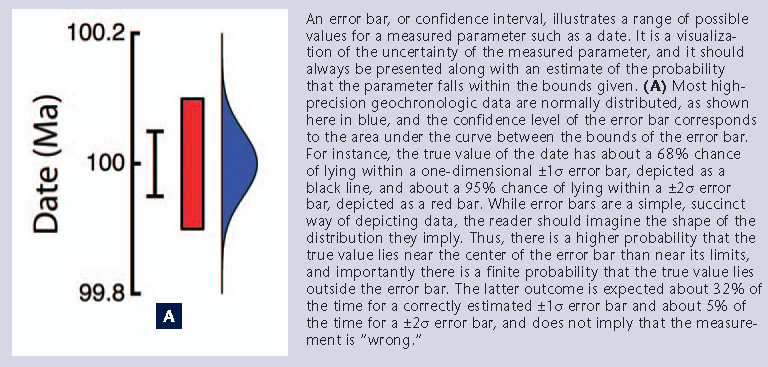 100.2
100
99.8
Date (Ma)
A
An error bar, or confidence interval, illustrates a range of possible
values for a measured parameter such as a date. It is a visualiza-
tion of the uncertainty of the measured parameter, and it should
always be presented along with an estimate of the probability
that the parameter falls within the bounds given. (A) Most high-
precision geochronologic data are normally distributed, as shown
here in blue, and the confidence level of the error bar corresponds
to the area under the curve between the bounds of the error bar.
For instance, the true value of the date has about a 68% chance
of lying within a one-dimensional ±1σ error bar, depicted as a
black line, and about a 95% chance of lying within a ±2σ error
bar, depicted as a red bar. While error bars are a simple, succinct
way of depicting data, the reader should imagine the shape of the
distribution they imply. Thus, there is a higher probability that the
true value lies near the center of the error bar than near its limits,
and importantly there is a finite probability that the true value lies
outside the error bar. The latter outcome is expected about 32% of
the time for a correctly estimated ±1σ error bar and about 5% of
the time for a ±2σ error bar, and does not imply that the measure-
ment is "wrong."